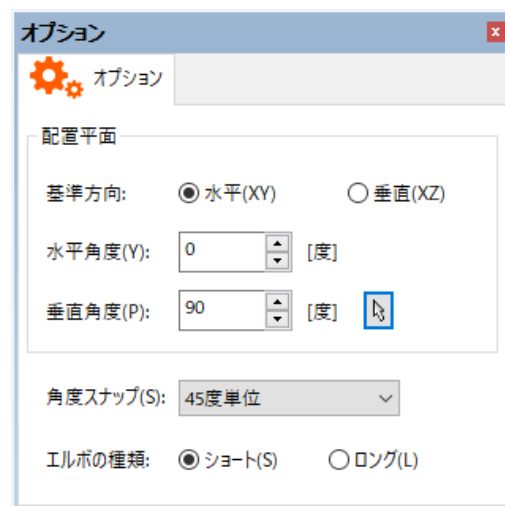 オプション
オプション
配置平面
基準方向: 水平(XY) 垂直(XZ)
水平角度(Y): 0 [度]
垂直角度(P): 90 [度]
角度スナップ(S): 45度単位
エルボの種類: ショート(S) ロング(L)